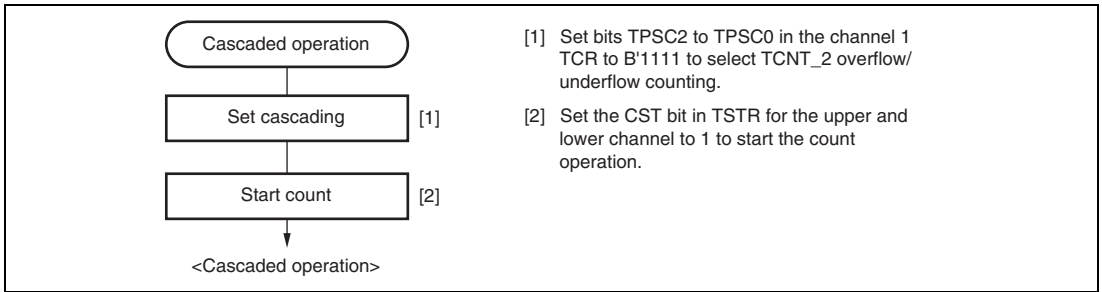 Cascaded operation
Set cascading
[1]
Start count
[2]
<Cascaded operation>
[1] Set bits TPSC2 to TPSC0 in the channel 1
TCR to B'1111 to select TCNT_2 overflow/
underflow counting.
[2] Set the CST bit in TSTR for the upper and
lower channel to 1 to start the count
operation.